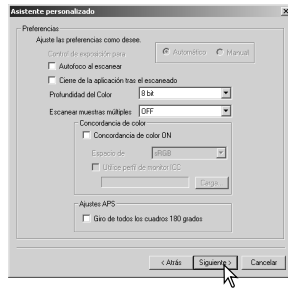 Asistente personalizado
Preferencias
Ajuste las preferencias como desee.
Control de exposición para
Automático Manual
Autofoco al escanear
Cierre de la aplicación tras el escaneado
Profundidad del Color 8 bit
Escanear muestras múltiples OFF
Concordancia de color
Concordancia de color ON
Espacio de sRGB
Utilice perfil de monitor ICC
Carga...
Ajustes APS
Giro de todos los cuadros 180 grados
< Atrás Siguiente > Cancelar